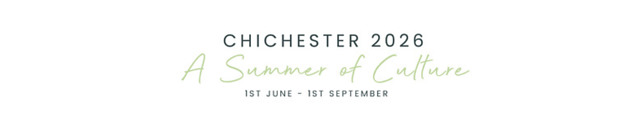 CHICHESTER 2026
A Summer of Culture
1ST JUNE - 1ST SEPTEMBER